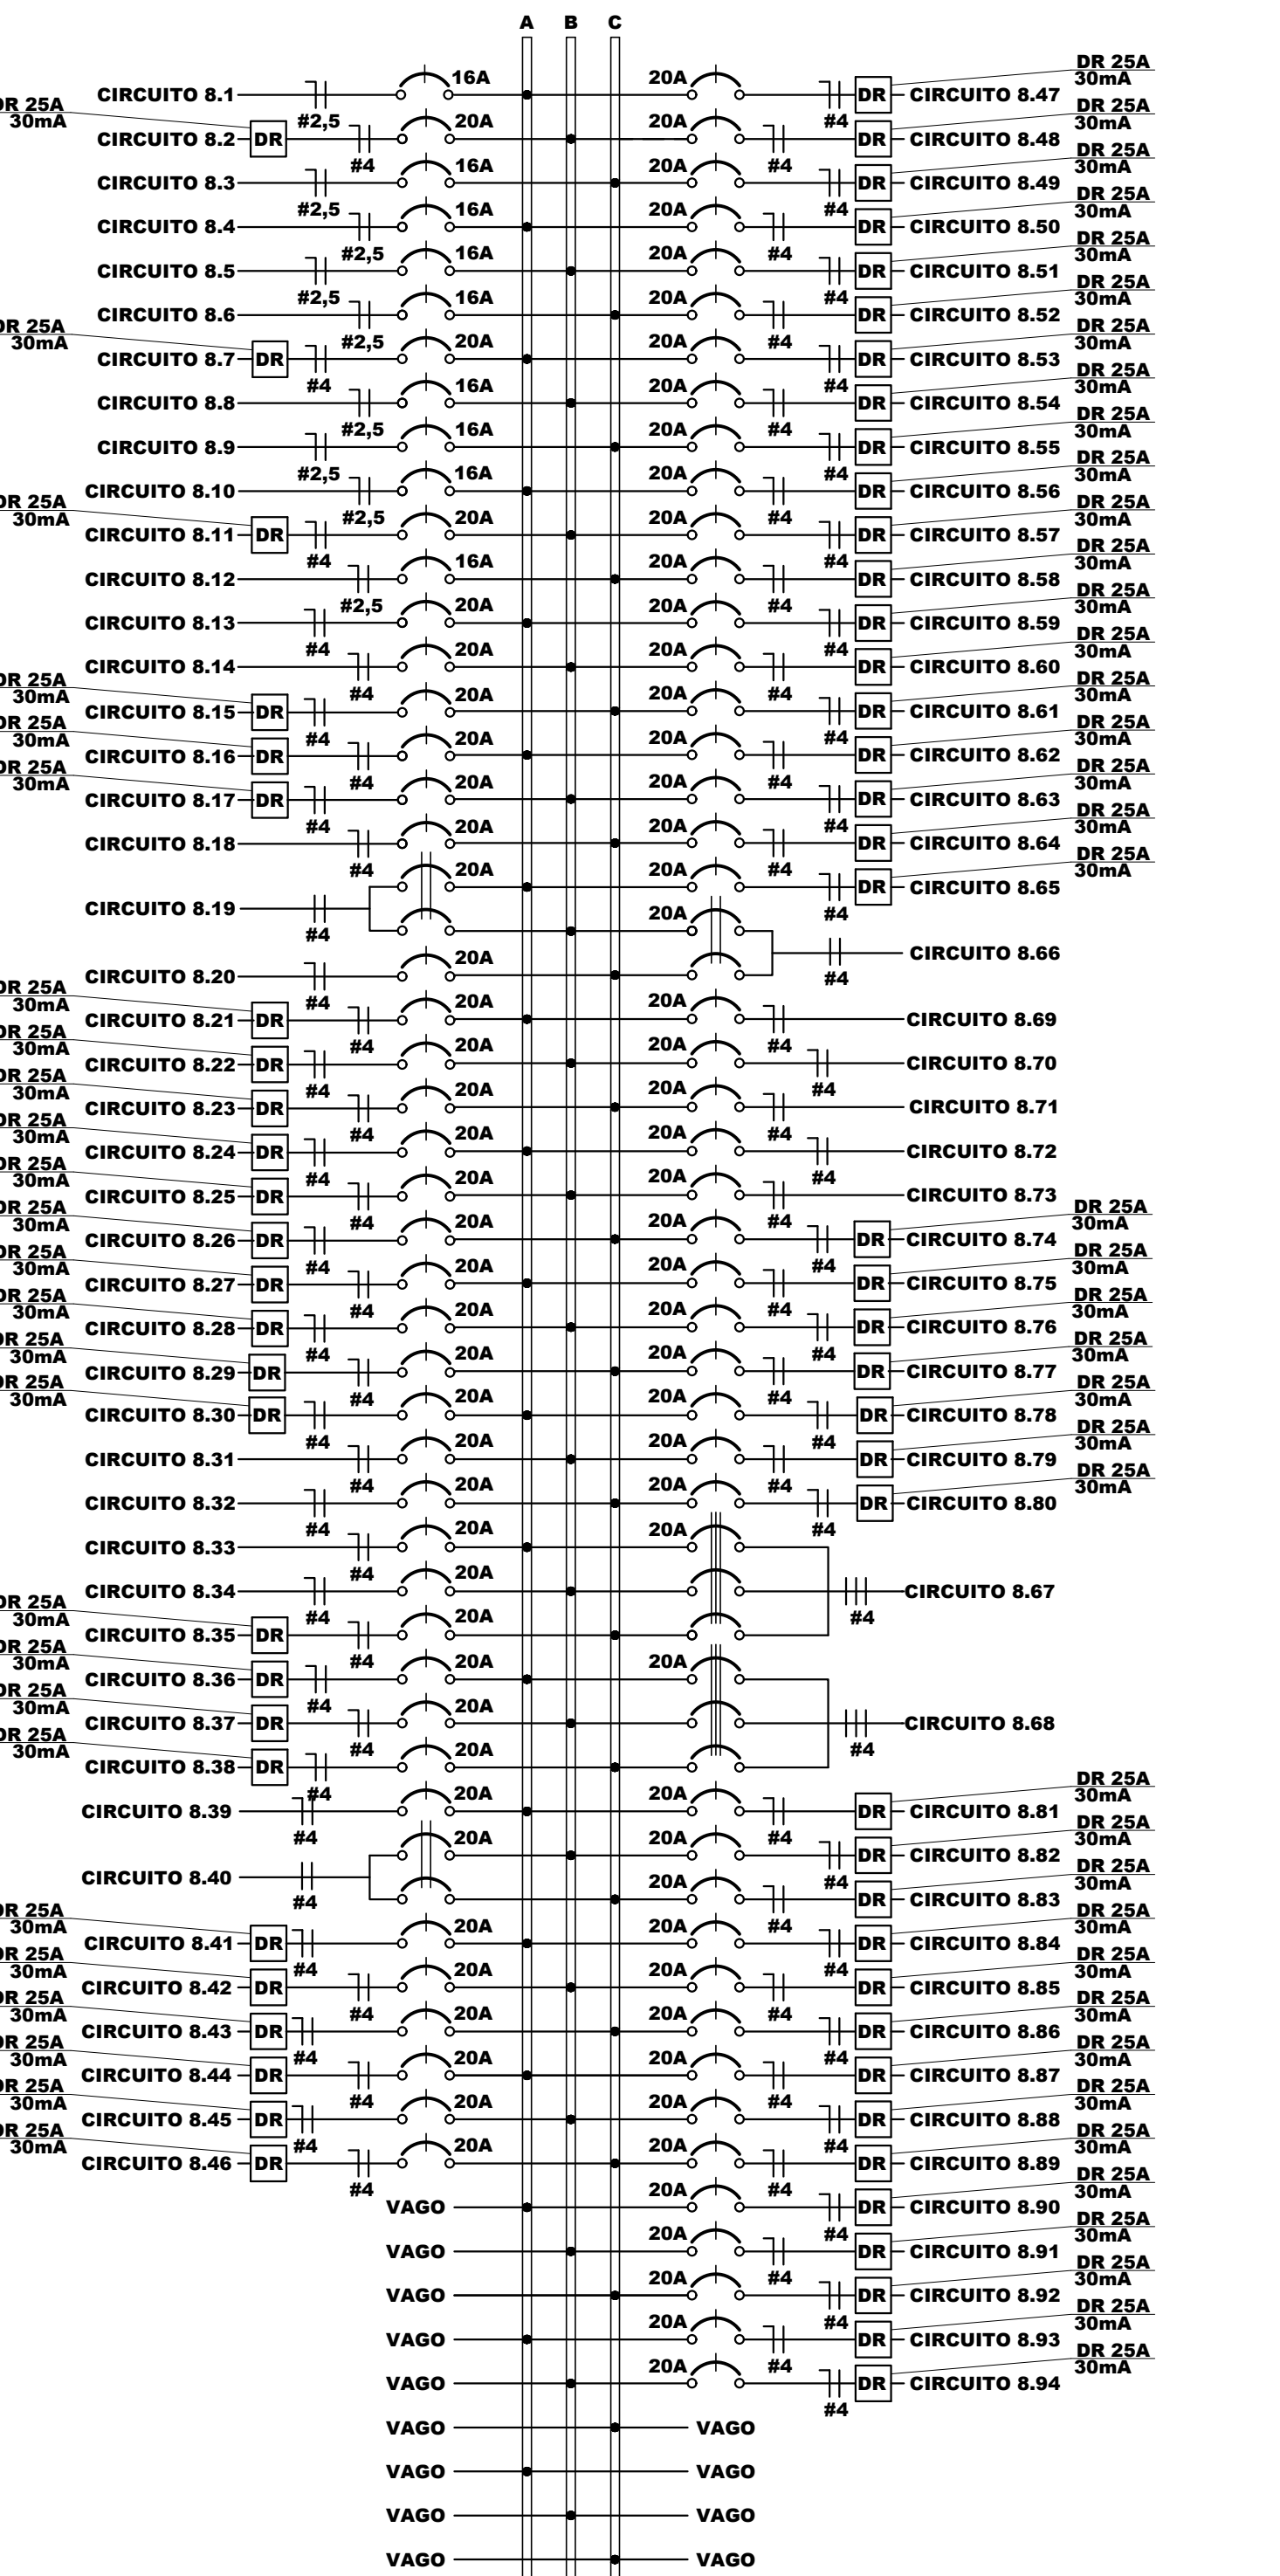 A B C
CIRCUITO 8.1 #2,5 16A 20A #4 DR CIRCUITO 8.47 DR 25A 30mA
DR 25A 30mA CIRCUITO 8.2 DR #4 20A 20A #4 DR CIRCUITO 8.48 DR 25A 30mA
CIRCUITO 8.3 #2,5 16A 20A #4 DR CIRCUITO 8.49 DR 25A 30mA
CIRCUITO 8.4 #2,5 16A 20A #4 DR CIRCUITO 8.50 DR 25A 30mA
CIRCUITO 8.5 #2,5 16A 20A #4 DR CIRCUITO 8.51 DR 25A 30mA
CIRCUITO 8.6 #2,5 16A 20A #4 DR CIRCUITO 8.52 DR 25A 30mA
DR 25A 30mA CIRCUITO 8.7 DR #4 20A 20A #4 DR CIRCUITO 8.53 DR 25A 30mA
CIRCUITO 8.8 #2,5 16A 20A #4 DR CIRCUITO 8.54 DR 25A 30mA
CIRCUITO 8.9 #2,5 16A 20A #4 DR CIRCUITO 8.55 DR 25A 30mA
CIRCUITO 8.10 #2,5 16A 20A #4 DR CIRCUITO 8.56 DR 25A 30mA
DR 25A 30mA CIRCUITO 8.11 DR #4 20A 20A #4 DR CIRCUITO 8.57 DR 25A 30mA
CIRCUITO 8.12 #2,5 16A 20A #4 DR CIRCUITO 8.58 DR 25A 30mA
CIRCUITO 8.13 #4 20A 20A #4 DR CIRCUITO 8.59 DR 25A 30mA
CIRCUITO 8.14 #4 20A 20A #4 DR CIRCUITO 8.60 DR 25A 30mA
DR 25A 30mA CIRCUITO 8.15 DR #4 20A 20A #4 DR CIRCUITO 8.61 DR 25A 30mA
DR 25A 30mA CIRCUITO 8.16 DR #4 20A 20A #4 DR CIRCUITO 8.62 DR 25A 30mA
DR 25A 30mA CIRCUITO 8.17 DR #4 20A 20A #4 DR CIRCUITO 8.63 DR 25A 30mA
CIRCUITO 8.18 #4 20A 20A #4 DR CIRCUITO 8.64 DR 25A 30mA
CIRCUITO 8.19 #4 20A 20A #4 DR CIRCUITO 8.65 DR 25A 30mA
20A #4 CIRCUITO 8.66
CIRCUITO 8.20 #4 20A
DR 25A 30mA CIRCUITO 8.21 DR #4 20A 20A #4 CIRCUITO 8.69
DR 25A 30mA CIRCUITO 8.22 DR #4 20A 20A #4 CIRCUITO 8.70
DR 25A 30mA CIRCUITO 8.23 DR #4 20A 20A #4 CIRCUITO 8.71
DR 25A 30mA CIRCUITO 8.24 DR #4 20A 20A #4 CIRCUITO 8.72
DR 25A 30mA CIRCUITO 8.25 DR #4 20A 20A #4 CIRCUITO 8.73
DR 25A 30mA CIRCUITO 8.26 DR #4 20A 20A #4 DR CIRCUITO 8.74 DR 25A 30mA
DR 25A 30mA CIRCUITO 8.27 DR #4 20A 20A #4 DR CIRCUITO 8.75 DR 25A 30mA
DR 25A 30mA CIRCUITO 8.28 DR #4 20A 20A #4 DR CIRCUITO 8.76 DR 25A 30mA
DR 25A 30mA CIRCUITO 8.29 DR #4 20A 20A #4 DR CIRCUITO 8.77 DR 25A 30mA
DR 25A 30mA CIRCUITO 8.30 DR #4 20A 20A #4 DR CIRCUITO 8.78 DR 25A 30mA
CIRCUITO 8.31 #4 20A 20A #4 DR CIRCUITO 8.79 DR 25A 30mA
CIRCUITO 8.32 #4 20A 20A #4 DR CIRCUITO 8.80 DR 25A 30mA
CIRCUITO 8.33 #4 20A 20A
CIRCUITO 8.34 #4 20A #4 CIRCUITO 8.67
DR 25A 30mA CIRCUITO 8.35 DR #4 20A
DR 25A 30mA CIRCUITO 8.36 DR #4 20A 20A
DR 25A 30mA CIRCUITO 8.37 DR #4 20A #4 CIRCUITO 8.68
DR 25A 30mA CIRCUITO 8.38 DR #4 20A
CIRCUITO 8.39 #4 20A 20A #4 DR CIRCUITO 8.81 DR 25A 30mA
CIRCUITO 8.40 #4 20A 20A #4 DR CIRCUITO 8.82 DR 25A 30mA
20A #4 DR CIRCUITO 8.83 DR 25A 30mA
DR 25A 30mA CIRCUITO 8.41 DR #4 20A 20A #4 DR CIRCUITO 8.84 DR 25A 30mA
DR 25A 30mA CIRCUITO 8.42 DR #4 20A 20A #4 DR CIRCUITO 8.85 DR 25A 30mA
DR 25A 30mA CIRCUITO 8.43 DR #4 20A 20A #4 DR CIRCUITO 8.86 DR 25A 30mA
DR 25A 30mA CIRCUITO 8.44 DR #4 20A 20A #4 DR CIRCUITO 8.87 DR 25A 30mA
DR 25A 30mA CIRCUITO 8.45 DR #4 20A 20A #4 DR CIRCUITO 8.88 DR 25A 30mA
DR 25A 30mA CIRCUITO 8.46 DR #4 20A 20A #4 DR CIRCUITO 8.89 DR 25A 30mA
VAGO 20A #4 DR CIRCUITO 8.90 DR 25A 30mA
VAGO 20A #4 DR CIRCUITO 8.91 DR 25A 30mA
VAGO 20A #4 DR CIRCUITO 8.92 DR 25A 30mA
VAGO 20A #4 DR CIRCUITO 8.93 DR 25A 30mA
VAGO 20A #4 DR CIRCUITO 8.94 DR 25A 30mA
VAGO VAGO
VAGO VAGO
VAGO VAGO
VAGO VAGO